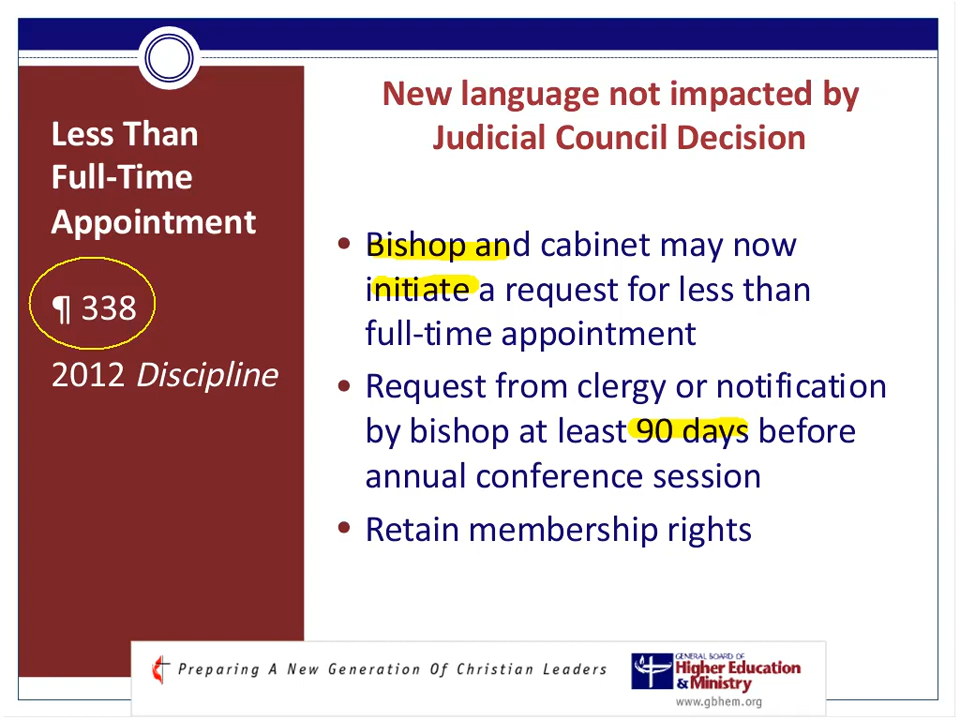 Less Than
Full-Time
Appointment
¶ 338
2012 Discipline
New language not impacted by
Judicial Council Decision
• Bishop and cabinet may now
initiate a request for less than
full-time appointment
• Request from clergy or notification
by bishop at least 90 days before
annual conference session
• Retain membership rights
Preparing A New Generation Of Christian Leaders
GENERAL BOARD OF
Higher Education
& Ministry
www.gbhem.org